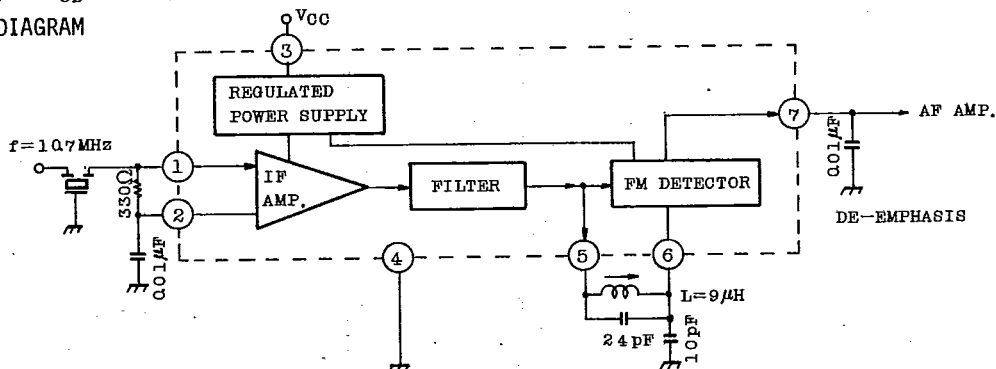 DIAGRAM
VCC
3
REGULATED
POWER SUPPLY
7
AF AMP.
0.01μF
DE-EMPHASIS
f=10.7MHz
1
330Ω
2
0.01μF
IF
AMP.
FILTER
FM DETECTOR
4
5
6
L=9μH
24pF
10pF